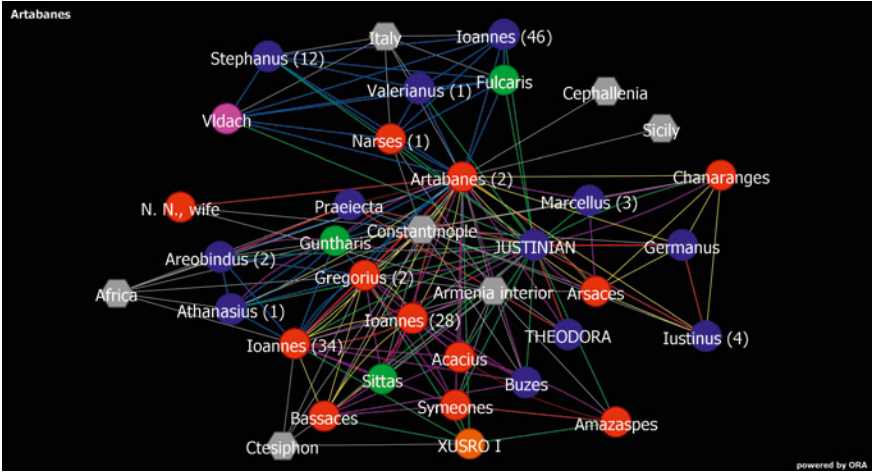 Artabanes
Italy
Ioannes (46)
Stephanus (12)
Fulcaris
Valerianus (1)
Cephallenia
Vldach
Sicily
Narses (1)
Artabanes (2)
Chanaranges
N. N., wife
Praeiecta
Marcellus (3)
Constantinople
Guntharis
JUSTINIAN
Germanus
Areobindus (2)
Gregorius (2)
Africa
Armenia interior
Arsaces
Athanasius (1)
Ioannes (28)
Ioannes (34)
THEODORA
Iustinus (4)
Acacius
Sittas
Buzes
Bassaces
Symeones
Amazaspes
Ctesiphon
XUSRO I
powered by ORA